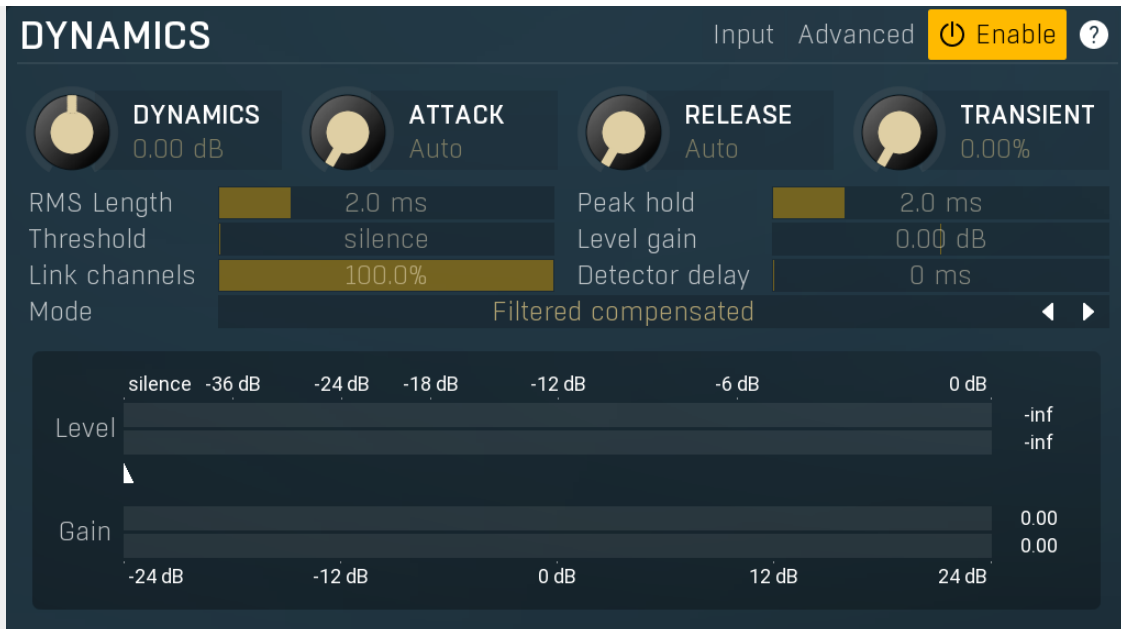 DYNAMICS Input Advanced Enable ?
DYNAMICS ATTACK RELEASE TRANSIENT
0.00 dB Auto Auto 0.00%
RMS Length 2.0 ms Peak hold 2.0 ms
Threshold silence Level gain 0.00 dB
Link channels 100.0% Detector delay 0 ms
Mode Filtered compensated
silence -36 dB -24 dB -18 dB -12 dB -6 dB 0 dB
Level -inf
-inf
Gain 0.00
0.00
-24 dB -12 dB 0 dB 12 dB 24 dB